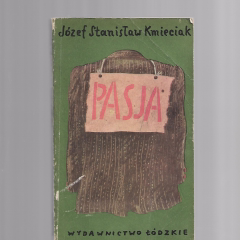 Józef Stanisław Kmieciak
PASJA
WYDAWNICTWO ŁÓDZKIE